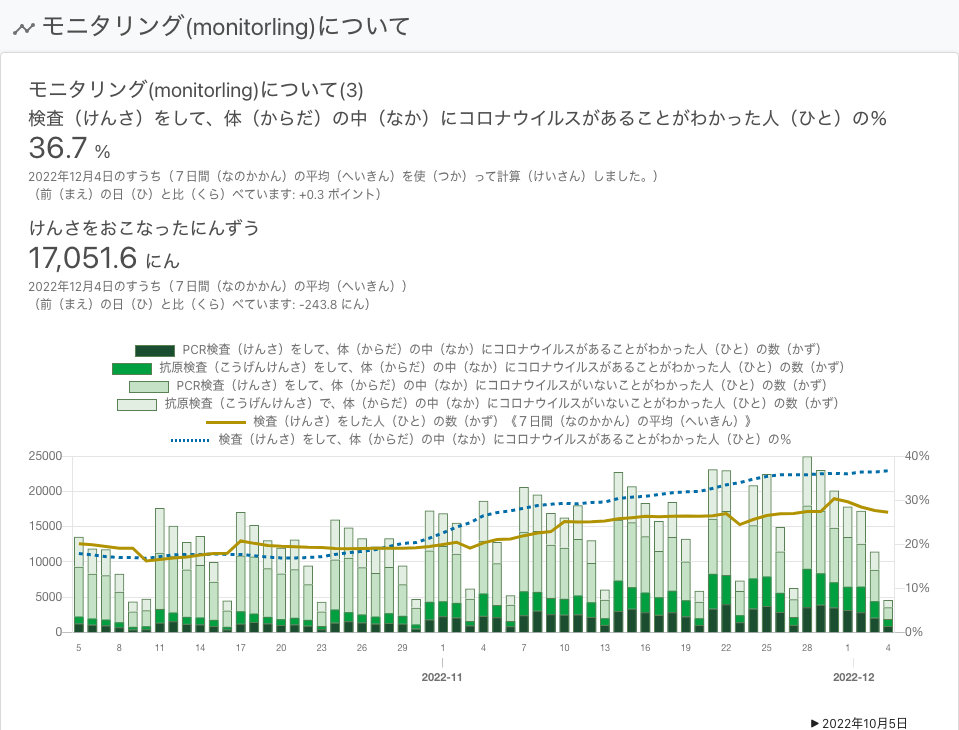 モニタリング(monitorling)について
モニタリング(monitorling)について(3)
検査（けんさ）をして、体（からだ）の中（なか）にコロナウイルスがあることがわかった人（ひと）の%
36.7 %
2022年12月4日のすうち（７日間（なのかかん）の平均（へいきん）を使（つか）って計算（けいさん）しました。）
（前（まえ）の日（ひ）と比（くら）べています: +0.3 ポイント）
けんさをおこなったにんずう
17,051.6 にん
2022年12月4日のすうち（７日間（なのかかん）の平均（へいきん））
（前（まえ）の日（ひ）と比（くら）べています: -243.8 にん）
PCR検査（けんさ）をして、体（からだ）の中（なか）にコロナウイルスがあることがわかった人（ひと）の数（かず）
抗原検査（こうげんけんさ）をして、体（からだ）の中（なか）にコロナウイルスがあることがわかった人（ひと）の数（かず）
PCR検査（けんさ）をして、体（からだ）の中（なか）にコロナウイルスがいないことがわかった人（ひと）の数（かず）
抗原検査（こうげんけんさ）で、体（からだ）の中（なか）にコロナウイルスがいないことがわかった人（ひと）の数（かず）
検査（けんさ）をした人（ひと）の数（かず）《７日間（なのかかん）の平均（へいきん）》
検査（けんさ）をして、体（からだ）の中（なか）にコロナウイルスがあることがわかった人（ひと）の%
25000 40%
20000 30%
15000 20%
10000 10%
5000 0%
0
5 8 11 14 17 20 23 26 29 1 4 7 10 13 16 19 22 25 28 1 4
2022-11 2022-12
▶2022年10月5日